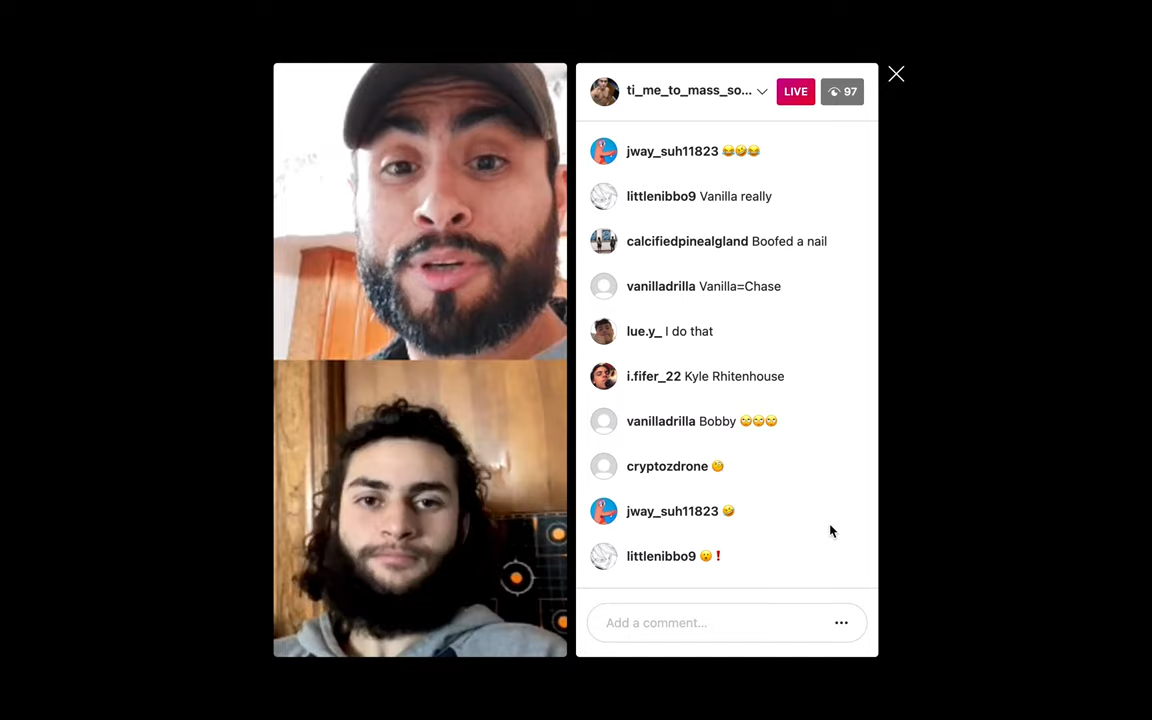 ti_me_to_mass_so... LIVE 97
jway_suh11823 😂🤣😂
littlenibbo9 Vanilla really
calcifiedpinealgland Boofed a nail
vanilladrilla Vanilla=Chase
lue.y_ I do that
i.fifer_22 Kyle Rhitenhouse
vanilladrilla Bobby 🙄🙄🙄
cryptozdrone 🧐
jway_suh11823 🤣
littlenibbo9 😮❗
Add a comment...